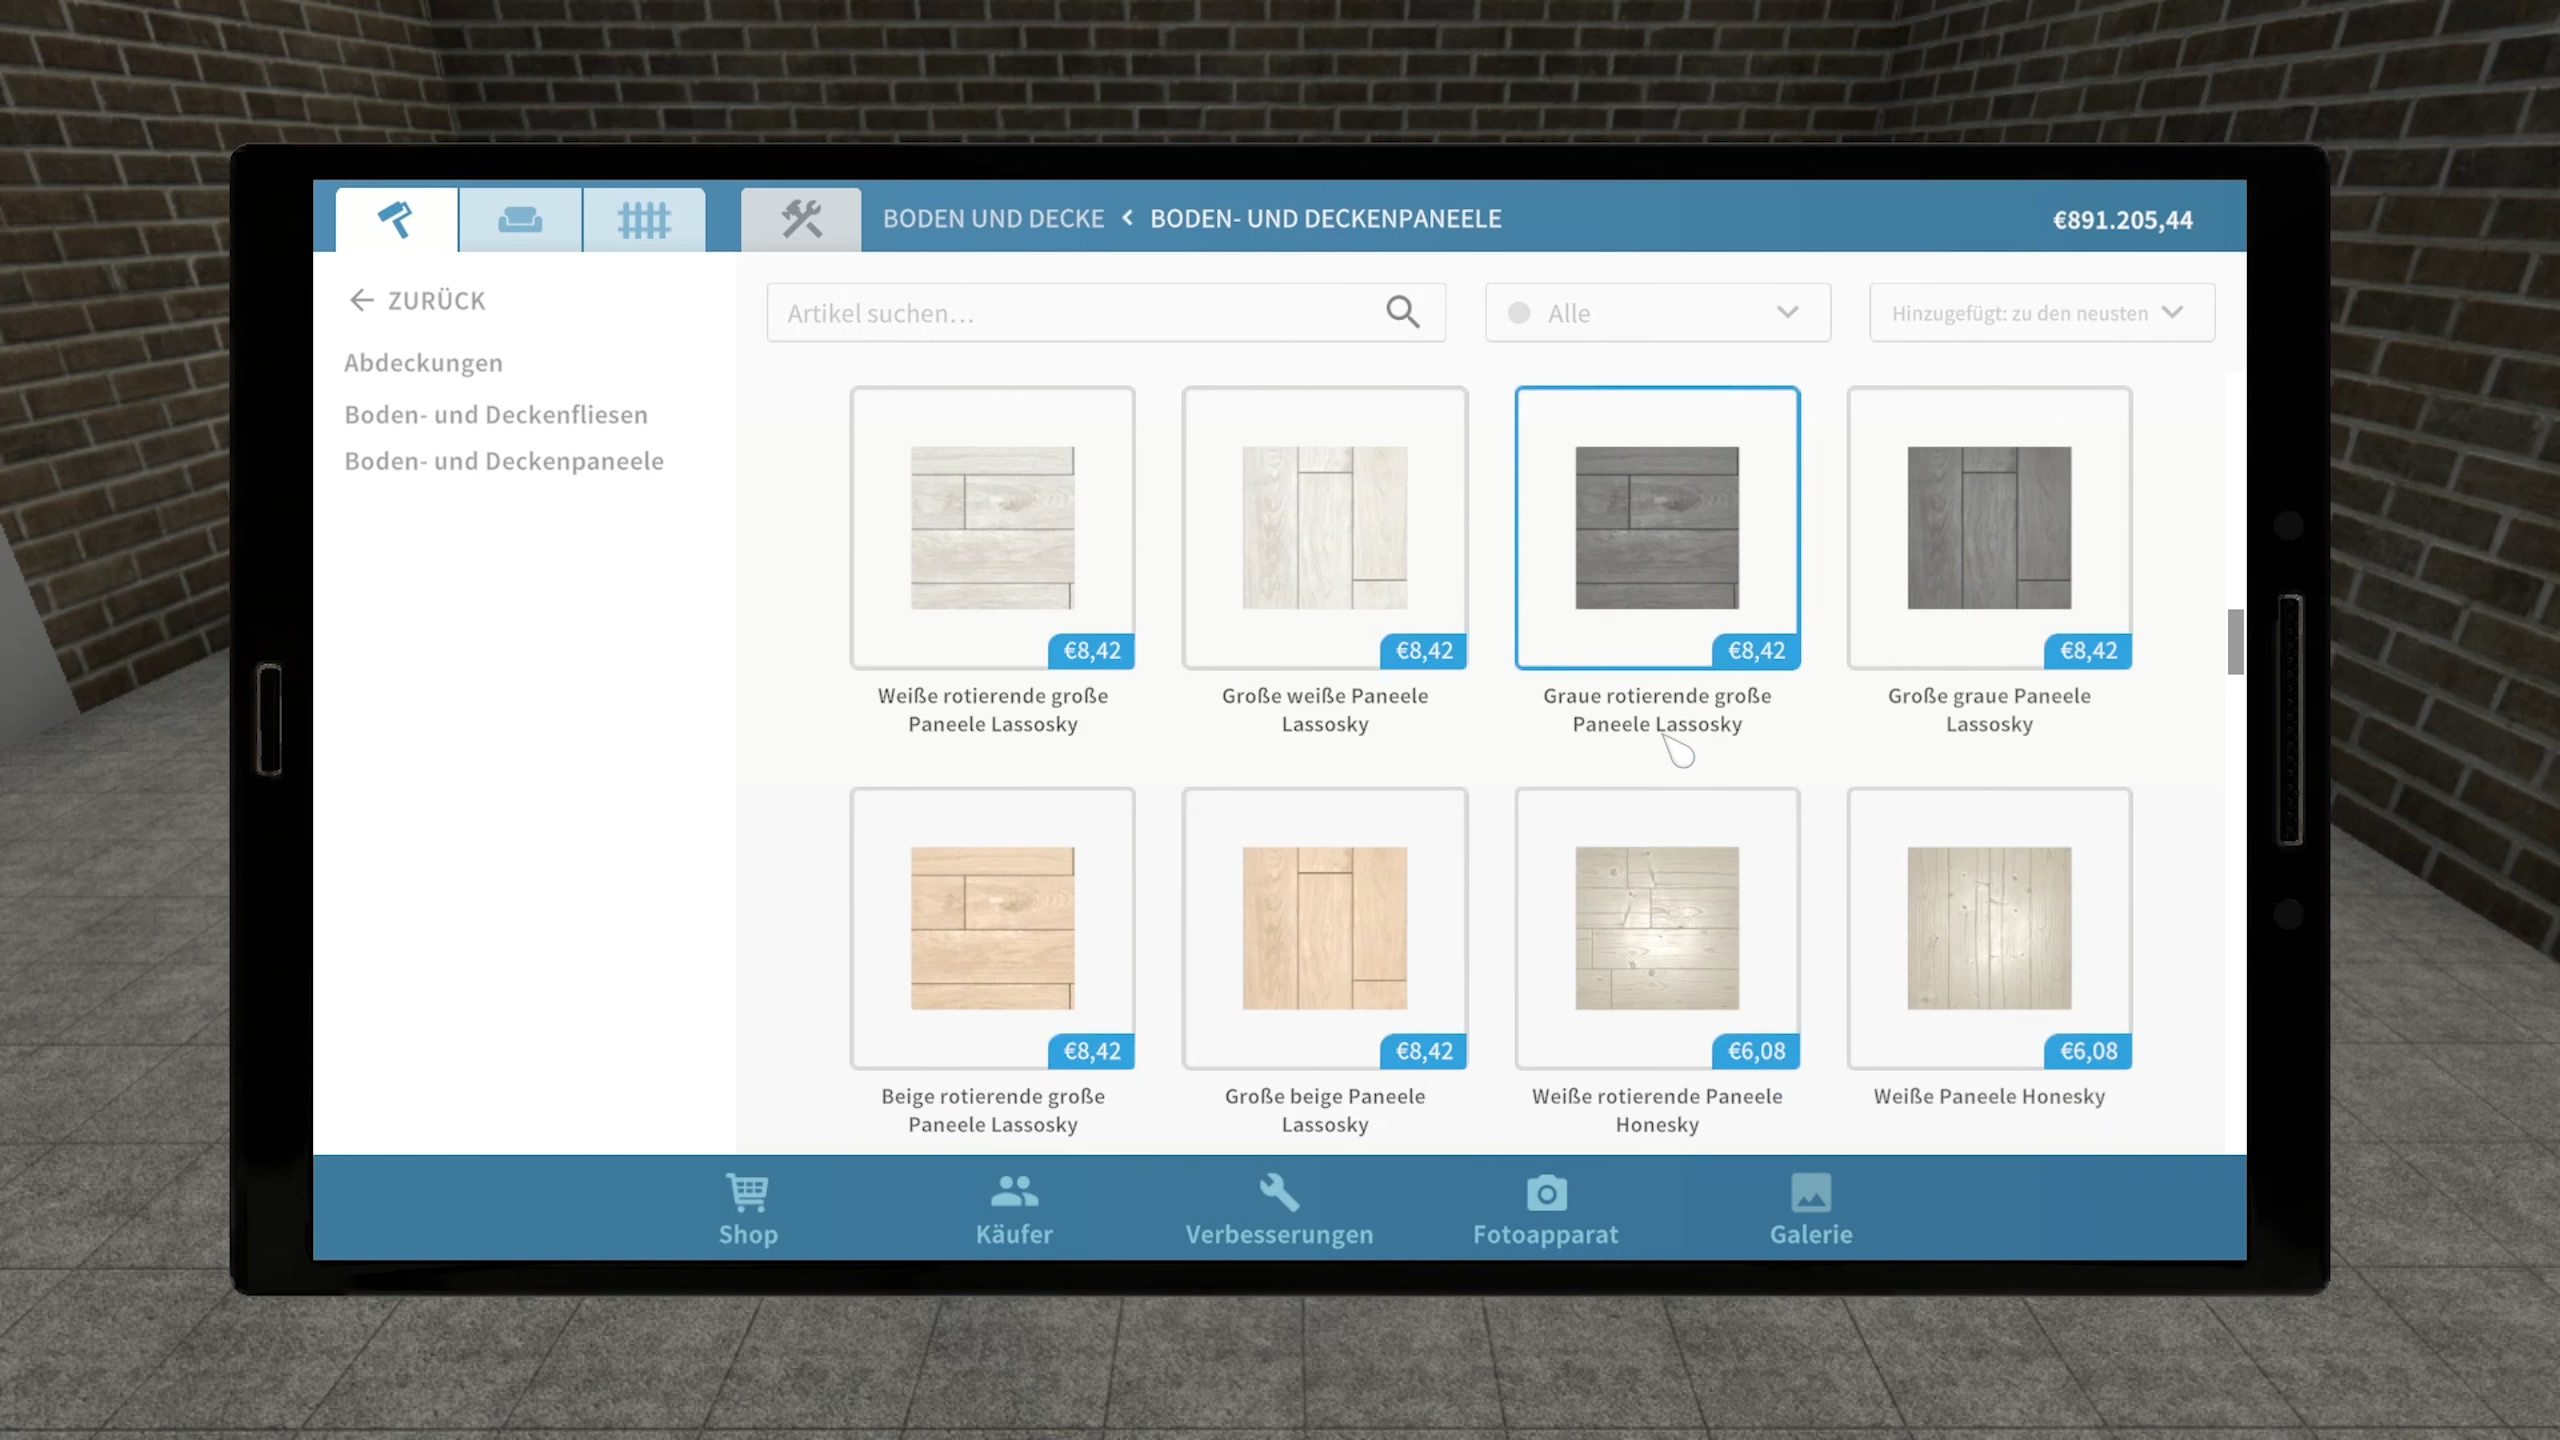 BODEN UND DECKE < BODEN- UND DECKENPANEELE
€891.205,44
ZURÜCK
Abdeckungen
Boden- und Deckenfliesen
Boden- und Deckenpaneele
Artikel suchen...
Alle
Hinzugefügt: zu den neusten
€8,42
€8,42
€8,42
€8,42
Weiße rotierende große
Paneele Lassosky
Große weiße Paneele
Lassosky
Graue rotierende große
Paneele Lassosky
Große graue Paneele
Lassosky
€8,42
€8,42
€6,08
€6,08
Beige rotierende große
Paneele Lassosky
Große beige Paneele
Lassosky
Weiße rotierende Paneele
Honesky
Weiße Paneele Honesky
Shop
Käufer
Verbesserungen
Fotoapparat
Galerie